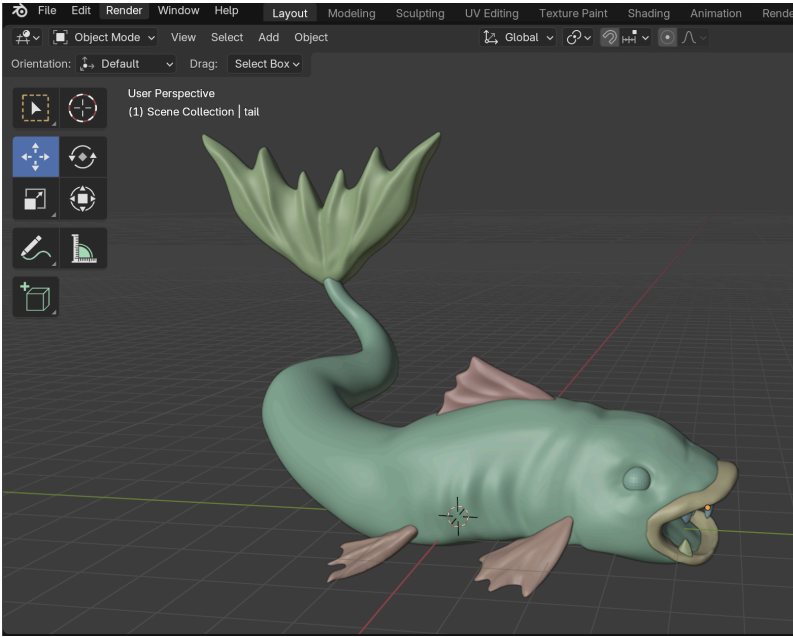 File Edit Render Window Help Layout Modeling Sculpting UV Editing Texture Paint Shading Animation
Object Mode View Select Add Object Global
Orientation: Default Drag: Select Box
User Perspective
(1) Scene Collection | tail